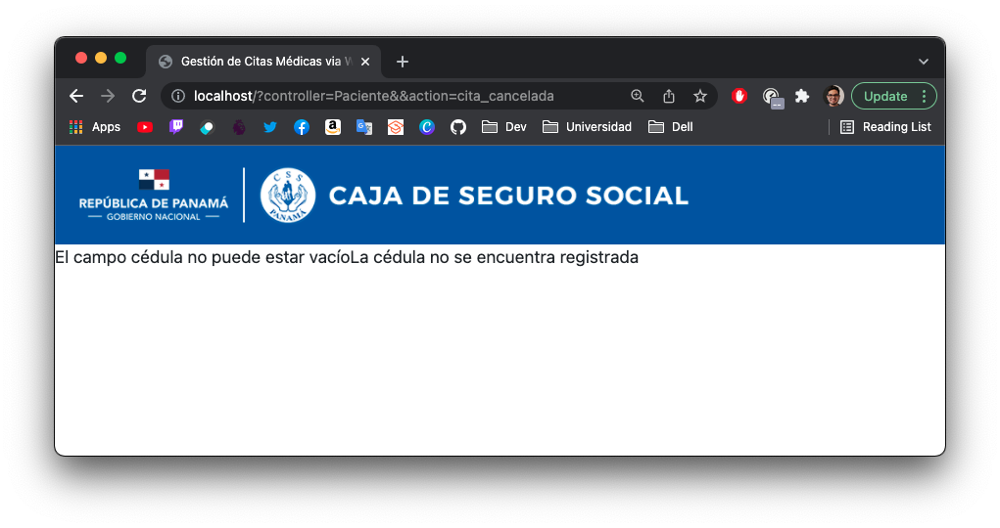 Gestión de Citas Médicas via W
localhost/?controller=Paciente&&action=cita_cancelada
Update
Apps
Dev
Universidad
Dell
Reading List
REPÚBLICA DE PANAMÁ
GOBIERNO NACIONAL
CSS
PANAMÁ
CAJA DE SEGURO SOCIAL
El campo cédula no puede estar vacíoLa cédula no se encuentra registrada